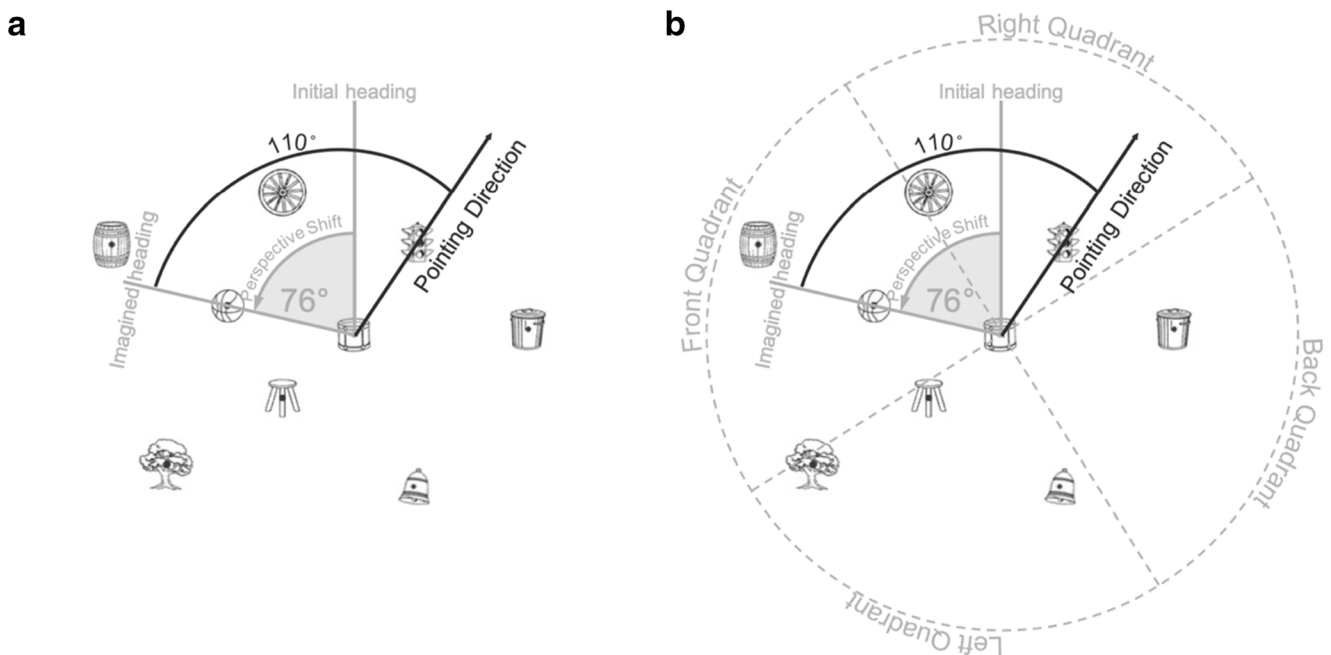 a
Initial heading
110°
Perspective Shift
76°
Imagined heading
Pointing Direction
b
Right Quadrant
Initial heading
110°
Perspective Shift
76°
Imagined heading
Pointing Direction
Front Quadrant
Back Quadrant
Left Quadrant